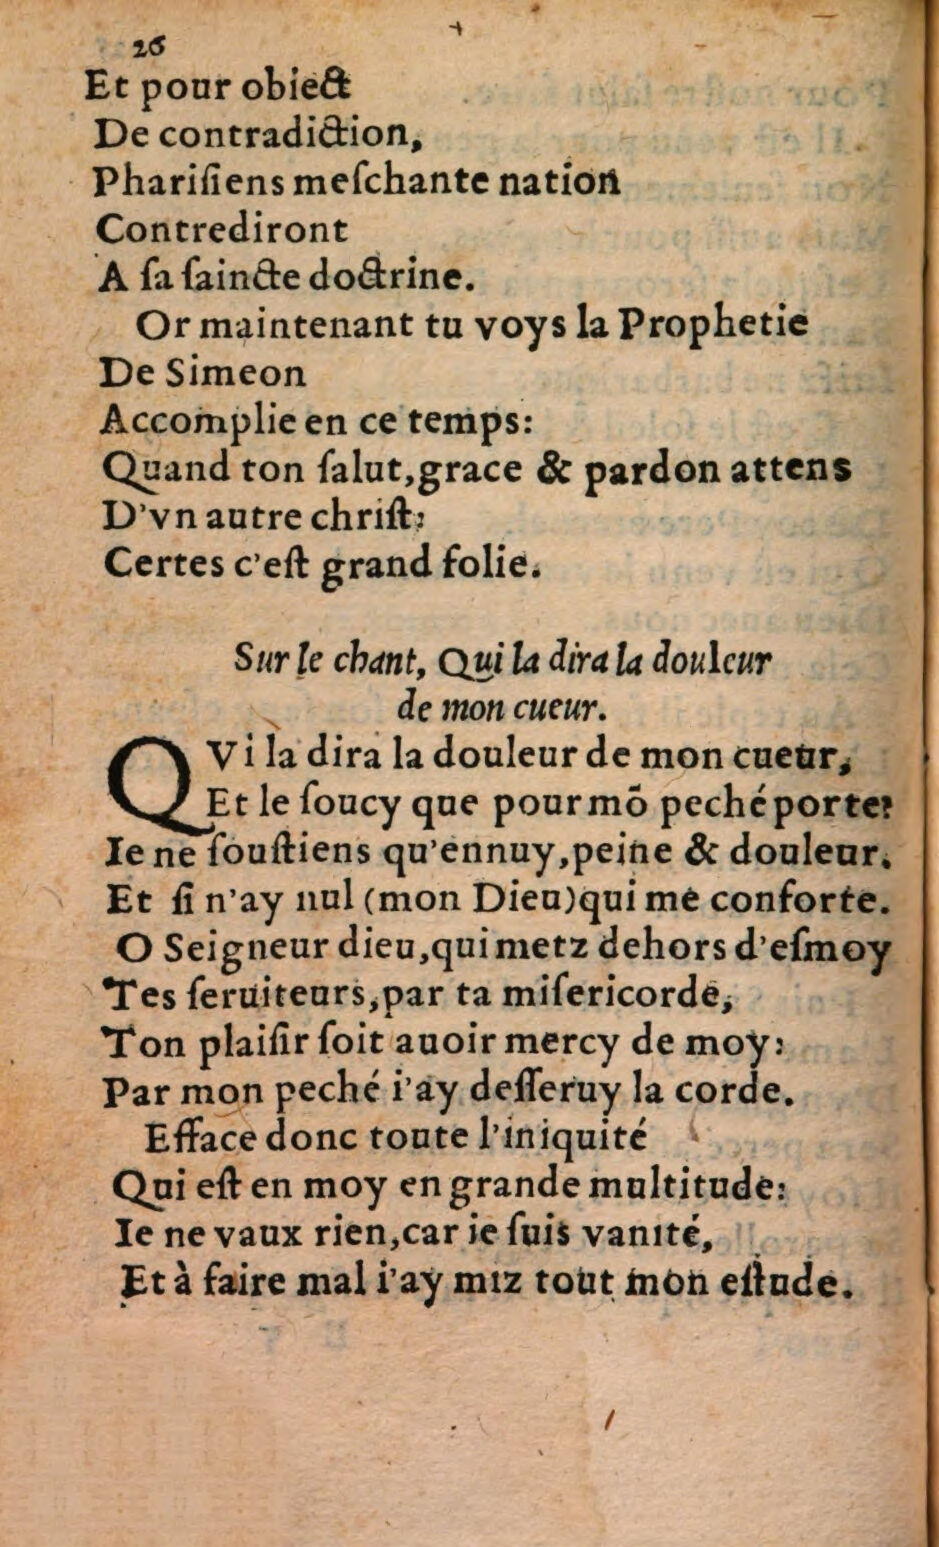 26
Et pour obiect
De contradiction,
Phariſiens meſchante nation
Contrediront
A ſa ſaincte doctrine.
Or maintenant tu voys la Prophetie
De Simeon
Accomplie en ce temps:
Quand ton ſalut, grace & pardon attens
D'vn autre chriſt:
Certes c'eſt grand folie.
Sur le chant, Qui la dira la douleur
de mon cueur.
QVi la dira la douleur de mon cueur,
Et le ſoucy que pour mō peché porte?
Ie ne ſouſtiens qu'ennuy, peine & douleur.
Et ſi n'ay nul (mon Dieu) qui me conforte.
O Seigneur dieu, qui metz dehors d'eſmoy
Tes ſeruiteurs, par ta miſericorde,
Ton plaiſir ſoit auoir mercy de moy:
Par mon peché i'ay deſſeruy la corde.
Efface donc toute l'iniquité
Qui eſt en moy en grande multitude:
Ie ne vaux rien, car ie ſuis vanité,
Et à faire mal i'ay miz tout mon eſtude.